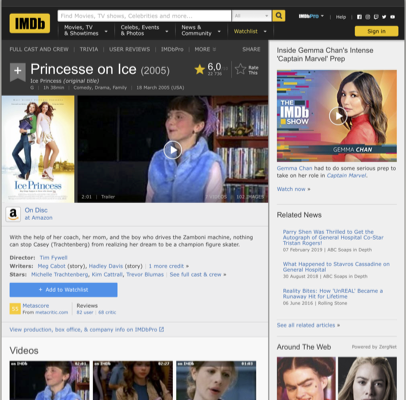 IMDb
Find Movies, TV shows, Celebrities and more...
All
IMDbPro
Help
Movies, TV & Showtimes
Celebs, Events & Photos
News & Community
Watchlist
Sign in
FULL CAST AND CREW | TRIVIA | USER REVIEWS | IMDbPro | MORE
SHARE
Princesse on Ice (2005)
Ice Princess (original title)
G | 1h 38min | Comedy, Drama, Family | 18 March 2005 (USA)
6,0
Rate This
Ice Princess
2:01 | Trailer
On Disc
at Amazon
With the help of her coach, her mom, and the boy who drives the Zamboni machine, nothing can stop Casey (Trachtenberg) from realizing her dream to be a champion figure skater.
Director: Tim Fywell
Writers: Meg Cabot (story), Hadley Davis (story) | 1 more credit »
Stars: Michelle Trachtenberg, Kim Cattrall, Trevor Blumas | See full cast & crew »
+ Add to Watchlist
Metascore
From metacritic.com
Reviews
92 user | 98 critic
View production, box office, & company info on IMDbPro
Videos
Inside Gemma Chan's Intense 'Captain Marvel' Prep
THE IMDb SHOW
GEMMA CHAN
Gemma Chan had to do some serious prep to take on her role in Captain Marvel.
Watch now »
Related News
Parry Shen Was Thrilled to Get the Autograph of General Hospital Co-Star Tristan Rogers!
07 February 2019 | ABC Soaps in Depth
What Happened to Stavros Cassadine on General Hospital
30 August 2018 | ABC Soaps in Depth
Reality Bites: How 'UnREAL' Became a Runaway Hit for Lifetime
06 June 2016 | Rolling Stone
See all related articles »
Around The Web
Powered by ZergNet